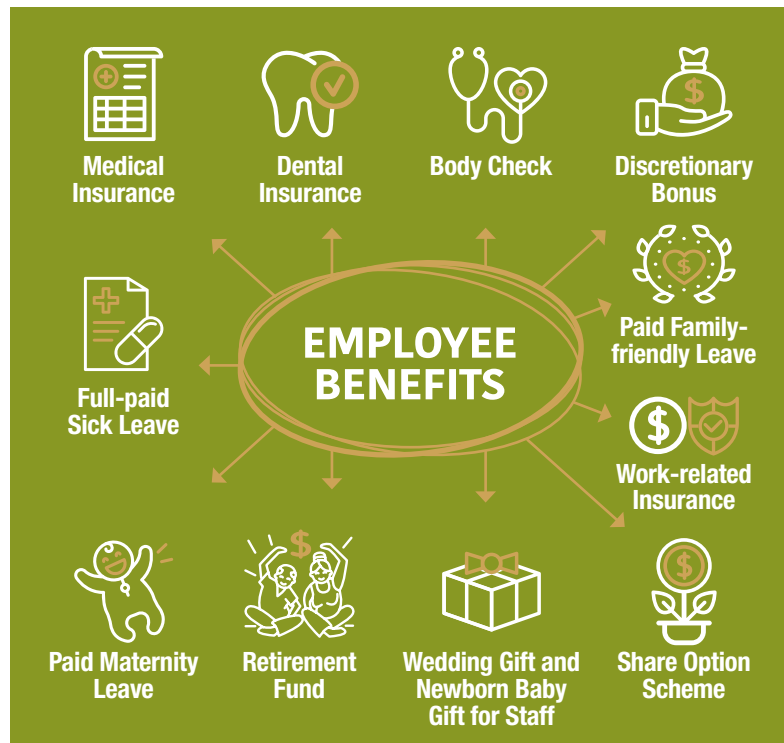 Medical
Insurance
Dental
Insurance
Body Check
Discretionary
Bonus
Paid Family-
friendly Leave
EMPLOYEE
BENEFITS
Full-paid
Sick Leave
Work-related
Insurance
Paid Maternity
Leave
Retirement
Fund
Wedding Gift and
Newborn Baby
Gift for Staff
Share Option
Scheme